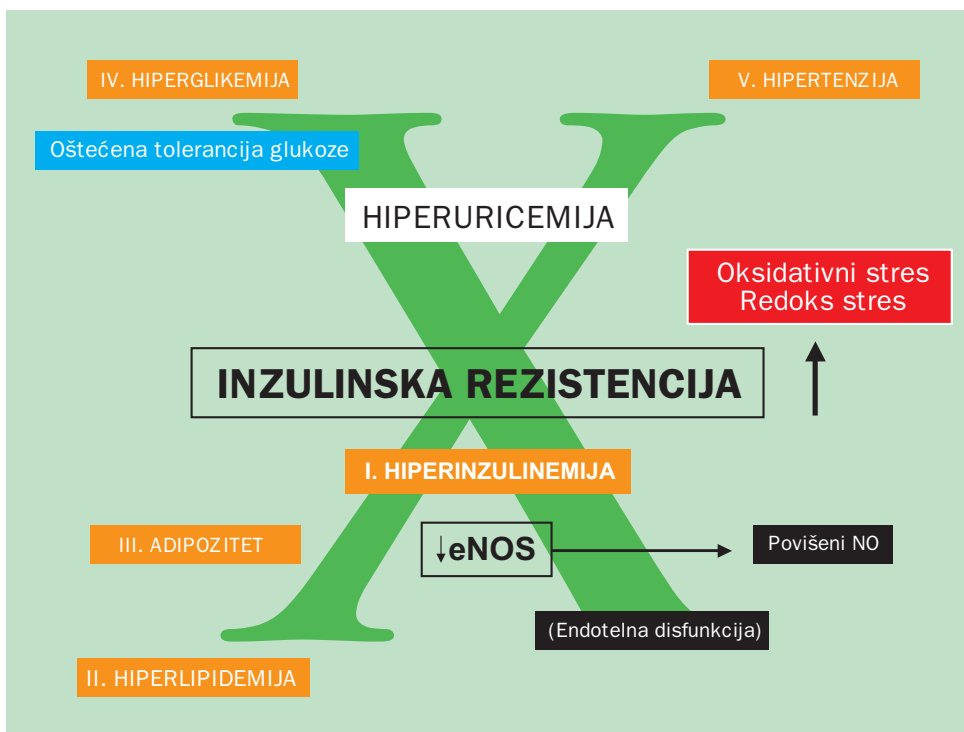 IV. HIPERGLIKEMIJA
V. HIPERTENZIJA
Oštećena tolerancija glukoze
HIPERURICEMIJA
Oksidativni stres
Redoks stres
INZULINSKA REZISTENCIJA
I. HIPERINZULINEMIJA
III. ADIPOZITET
↓eNOS
Povišeni NO
(Endotelna disfunkcija)
II. HIPERLIPIDEMIJA
X